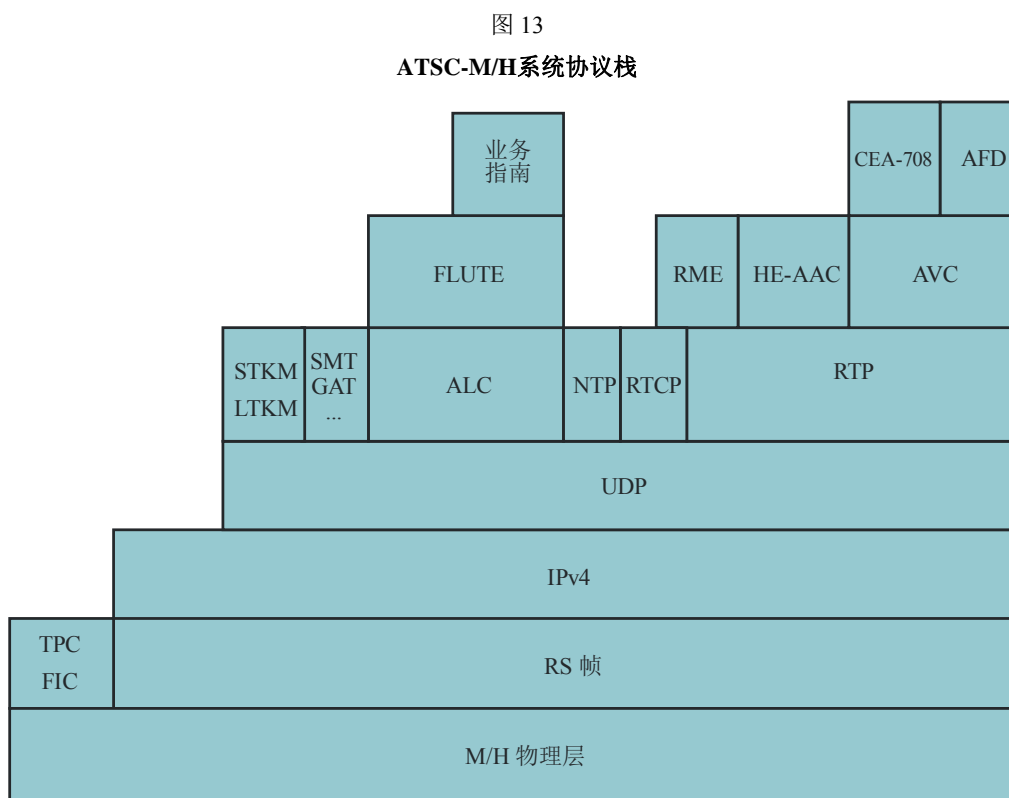 图 13
ATSC-M/H系统协议栈
业务
指南
CEA-708
AFD
FLUTE
RME
HE-AAC
AVC
STKM
LTKM
SMT
GAT
...
ALC
NTP
RTCP
RTP
UDP
IPv4
TPC
FIC
RS 帧
M/H 物理层